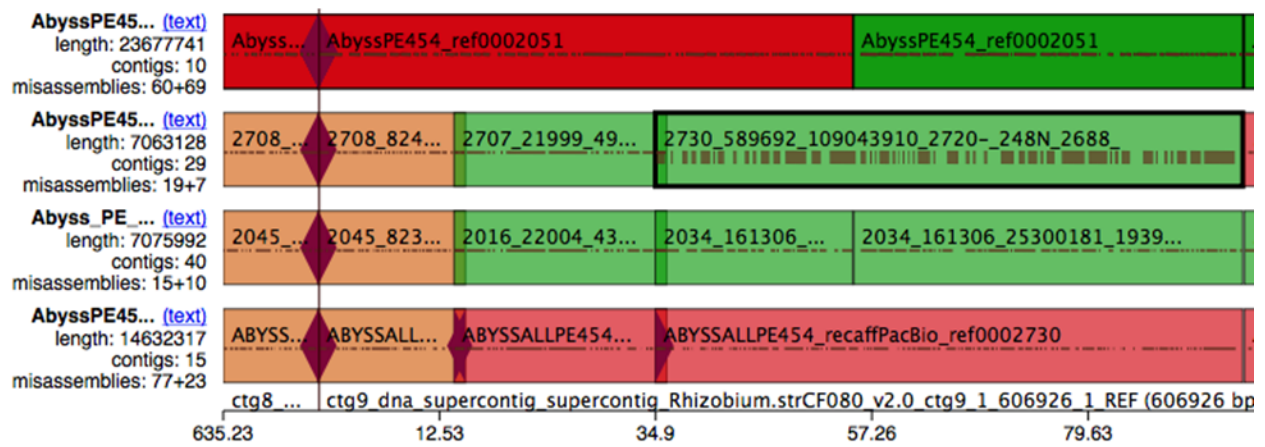 AbyssPE45... (text)
length: 23677741
contigs: 10
misassemblies: 60+69
Abyss... AbyssPE454_ref0002051 AbyssPE454_ref0002051
AbyssPE45... (text)
length: 7063128
contigs: 29
misassemblies: 19+7
2708_... 2708_824... 2707_21999_49... 2730_589692_109043910_2720-_248N_2688_
Abyss_PE_... (text)
length: 7075992
contigs: 40
misassemblies: 15+10
2045_... 2045_823... 2016_22004_43... 2034_161306_... 2034_161306_25300181_1939...
AbyssPE45... (text)
length: 14632317
contigs: 15
misassemblies: 77+23
ABYSS... ABYSSALL... ABYSSALLPE454... ABYSSALLPE454_recaffPacBio_ref0002730
ctg8_... ctg9_dna_supercontig_supercontig_Rhizobium.strCF080_v2.0_ctg9_1_606926_1_REF (606926 bp
635.23 12.53 34.9 57.26 79.63